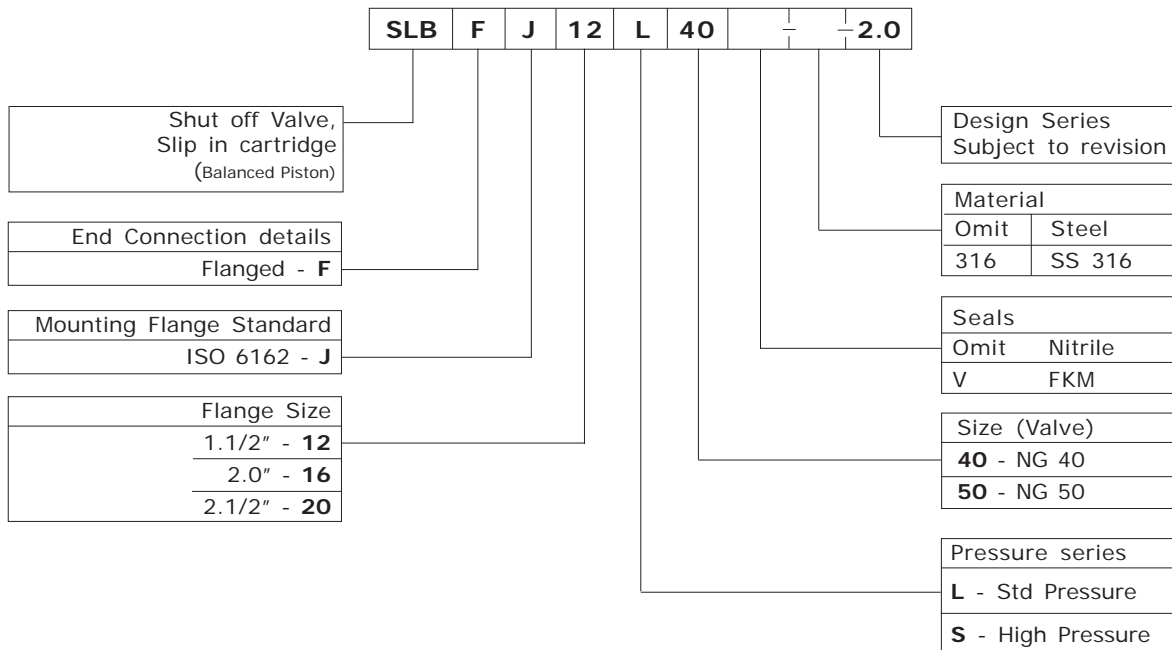 SLB F J 12 L 40 - - 2.0
Shut off Valve,
Slip in cartridge
(Balanced Piston)
End Connection details
Flanged - F
Mounting Flange Standard
ISO 6162 - J
Flange Size
1.1/2" - 12
2.0" - 16
2.1/2" - 20
Design Series
Subject to revision
Material
Omit Steel
316 SS 316
Seals
Omit Nitrile
V FKM
Size (Valve)
40 - NG 40
50 - NG 50
Pressure series
L - Std Pressure
S - High Pressure